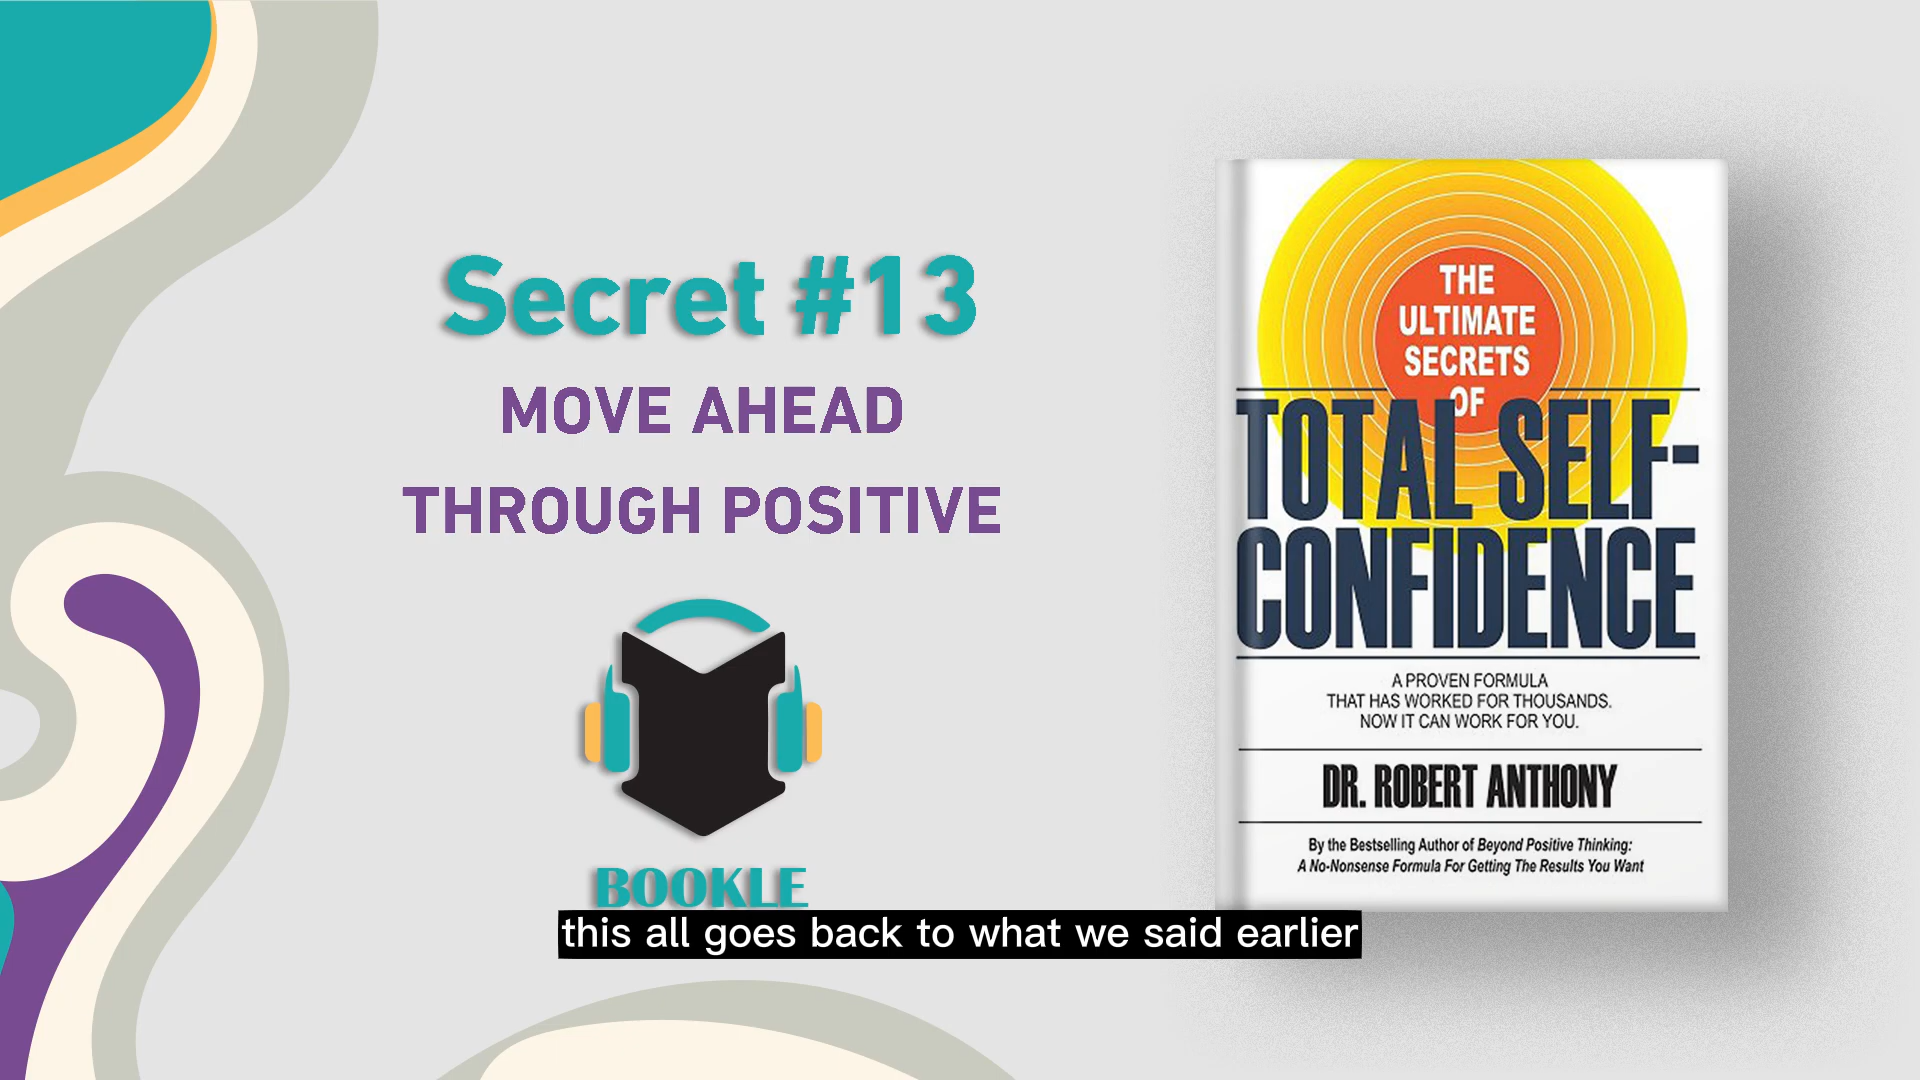 Secret #13
MOVE AHEAD
THROUGH POSITIVE
BOOKLE
this all goes back to what we said earlier
THE
ULTIMATE
SECRETS
OF
TOTAL SELF-
CONFIDENCE
A PROVEN FORMULA
THAT HAS WORKED FOR THOUSANDS.
NOW IT CAN WORK FOR YOU.
DR. ROBERT ANTHONY
By the Bestselling Author of Beyond Positive Thinking:
A No-Nonsense Formula For Getting The Results You Want